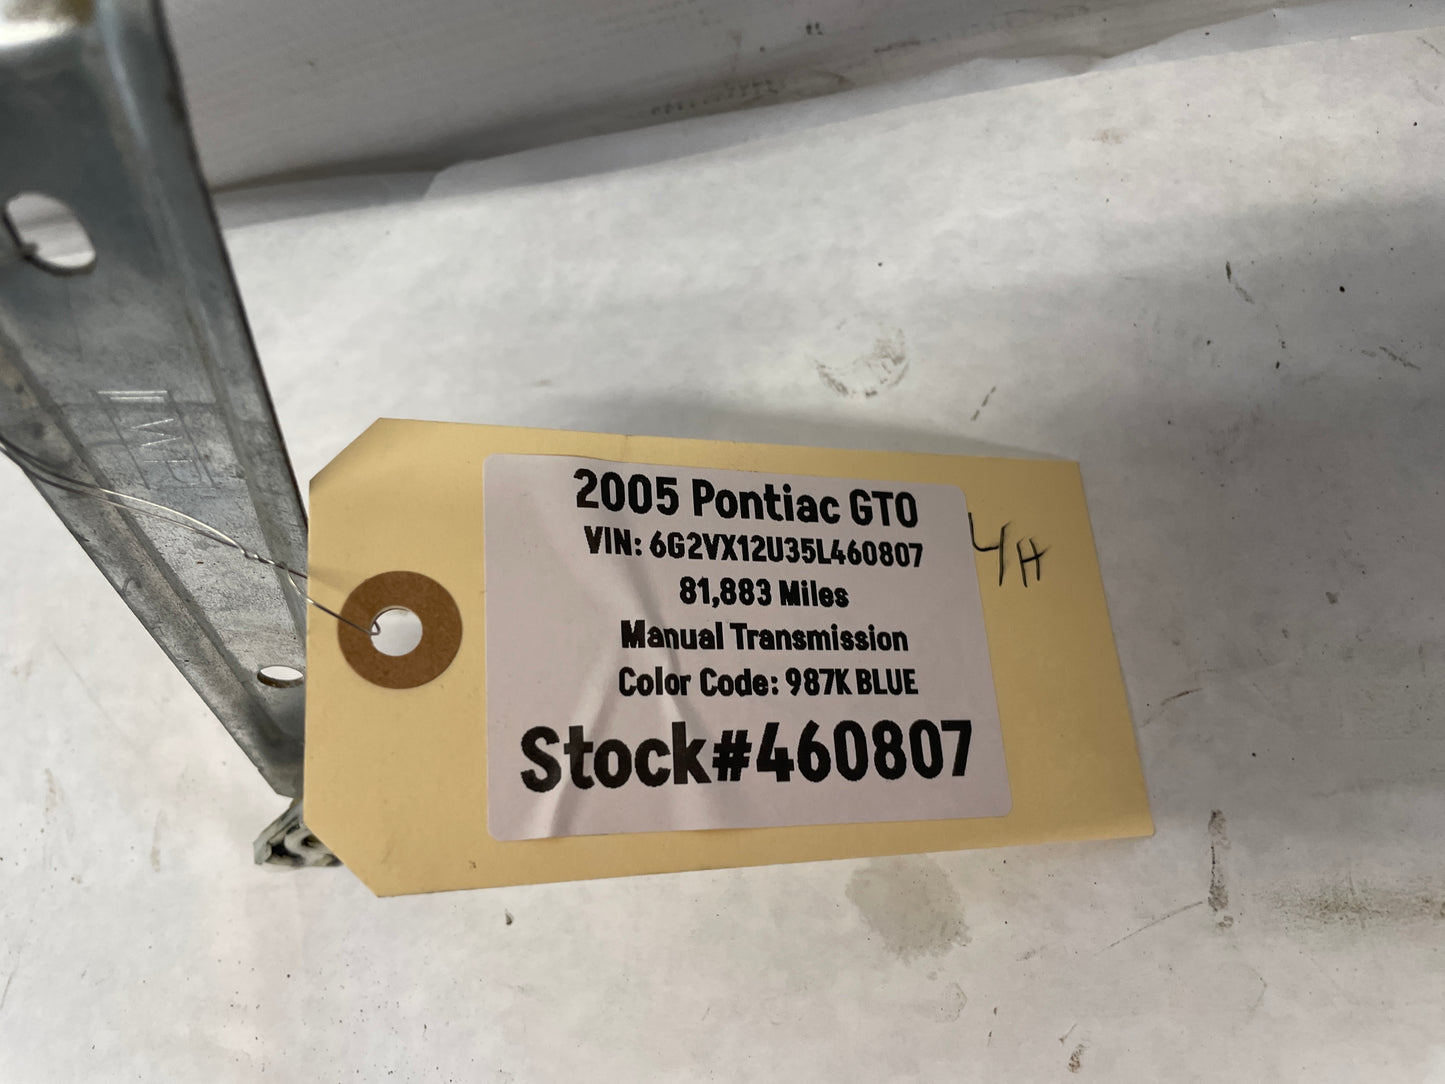 2005 Pontiac GTO
VIN: 6G2VX12U35L460807
81,883 Miles
Manual Transmission
Color Code: 987K BLUE
Stock#460807
4H